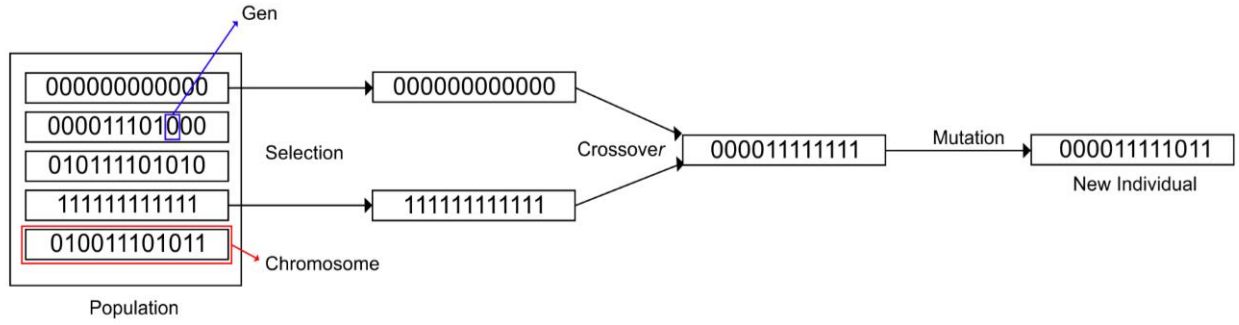 Gen
000000000000
000011101000
010111101010
111111111111
010011101011
Population
Chromosome
Selection
000000000000
111111111111
Crossover
000011111111
Mutation
000011111011
New Individual